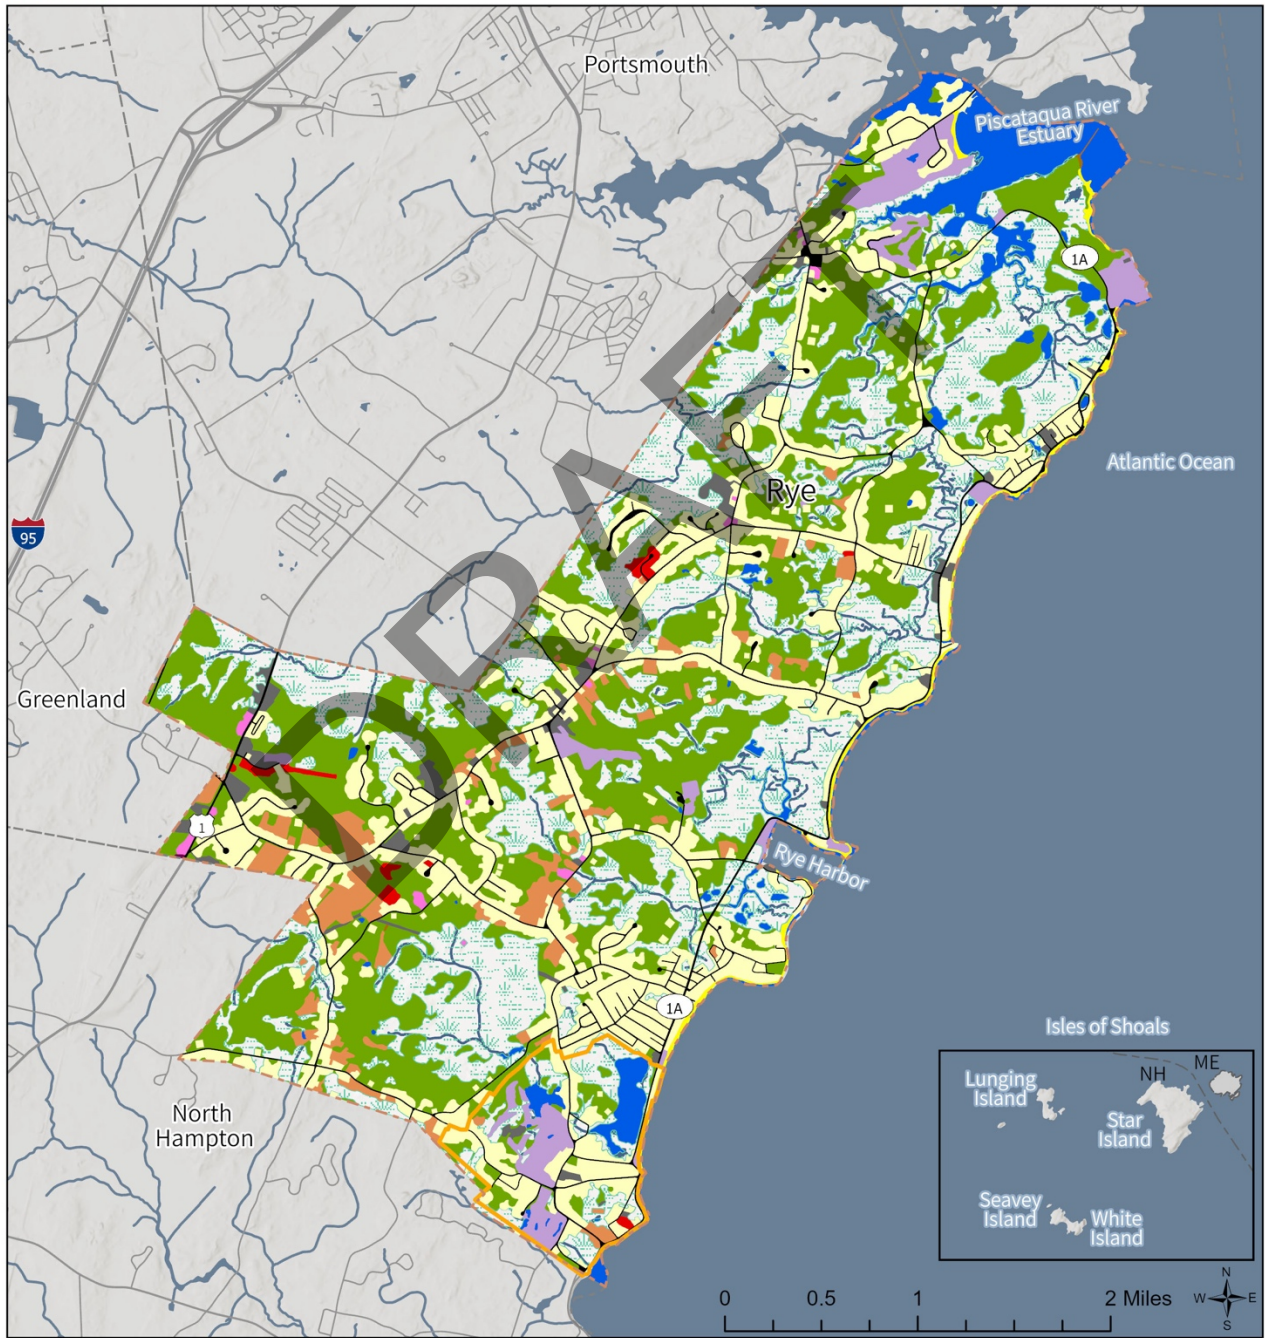 Portsmouth
Piscataqua River
Estuary
1A
Atlantic Ocean
Rye
95
DRAFT
Greenland
1
Rye Harbor
1A
Isles of Shoals
NH
ME
Lunging
Island
Star
Island
Seavey
Island
White
Island
North
Hampton
0 0.5 1 2 Miles
N
W E
S